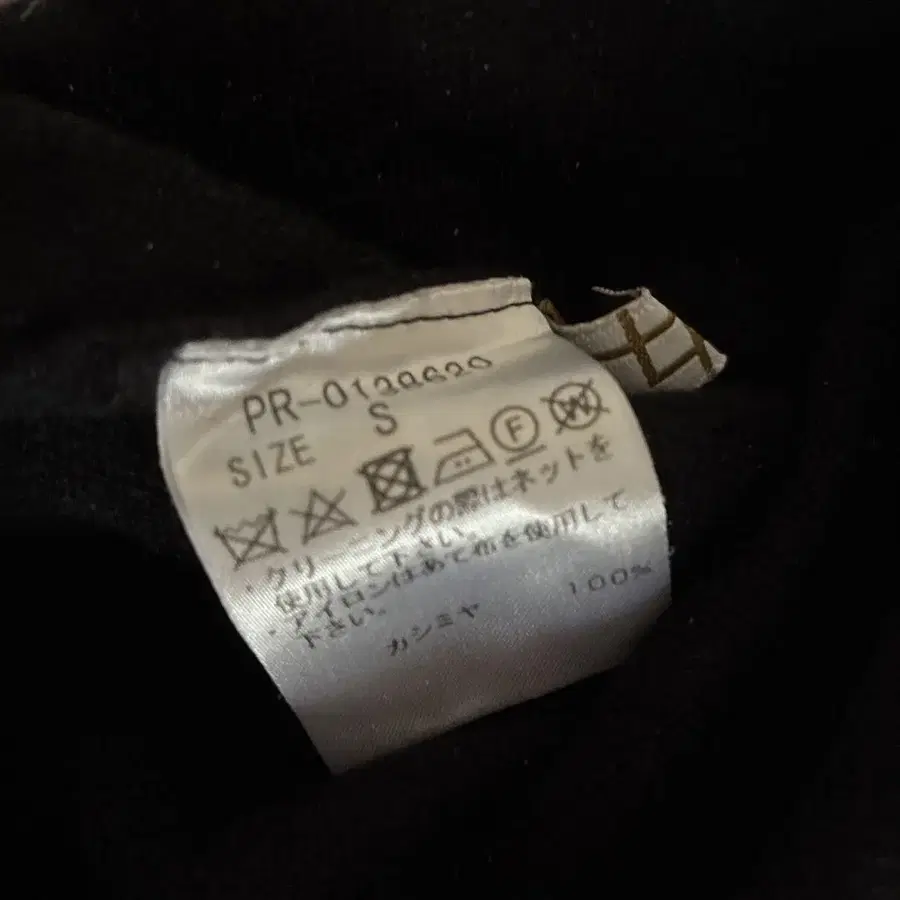 SIZE S
F
W
・クリーニングの際はネットを
使用して下さい。
・アイロンはあて布を使用して
下さい。
カシミヤ 100%